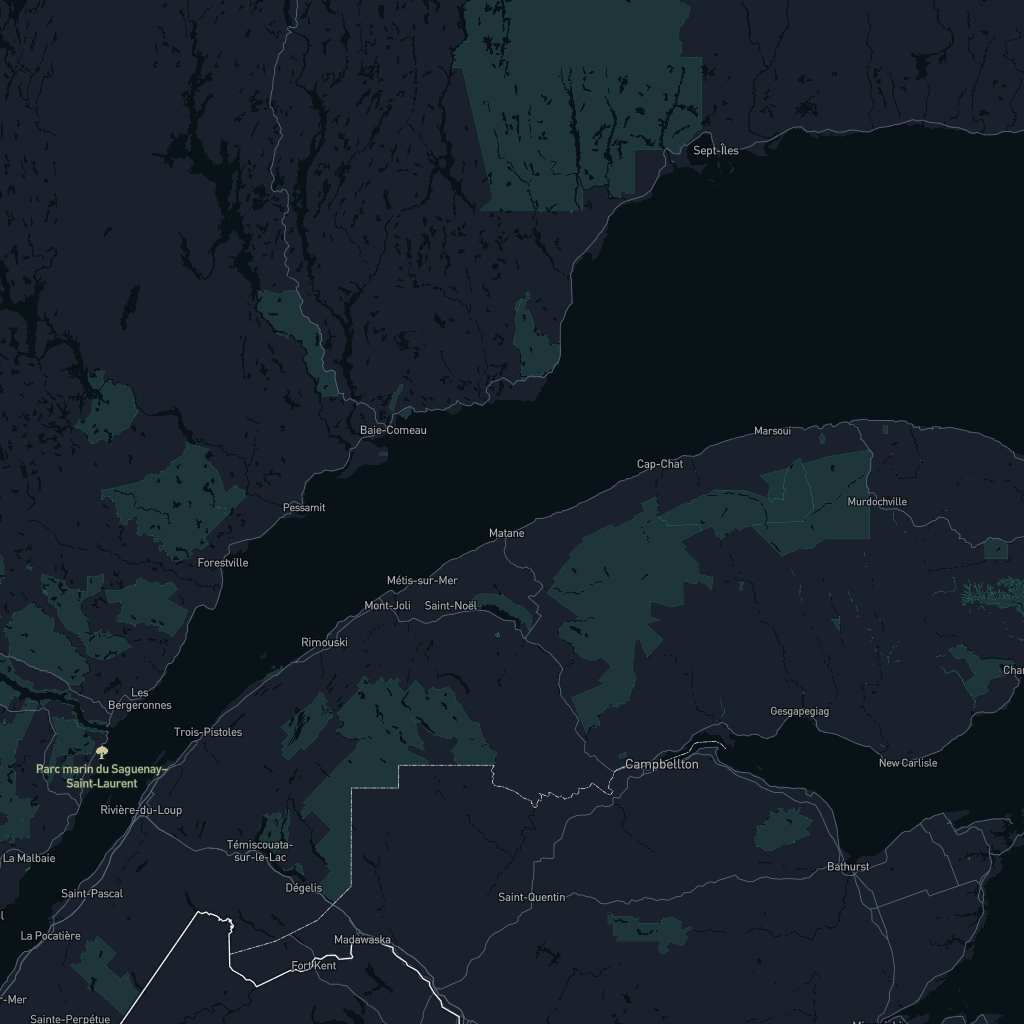 Sept-Îles
Baie-Comeau
Marsoui
Cap-Chat
Murdochville
Pessamit
Matane
Forestville
Métis-sur-Mer
Mont-Joli
Saint-Noël
Rimouski
Les
Bergeronnes
Gesgapegiag
Trois-Pistoles
Parc marin du Saguenay–
Saint-Laurent
Campbellton
New Carlisle
Rivière-du-Loup
Témiscouata-
sur-le-Lac
La Malbaie
Bathurst
Dégelis
Saint-Pascal
Saint-Quentin
La Pocatière
Madawaska
Fort Kent
Sainte-Perpétue